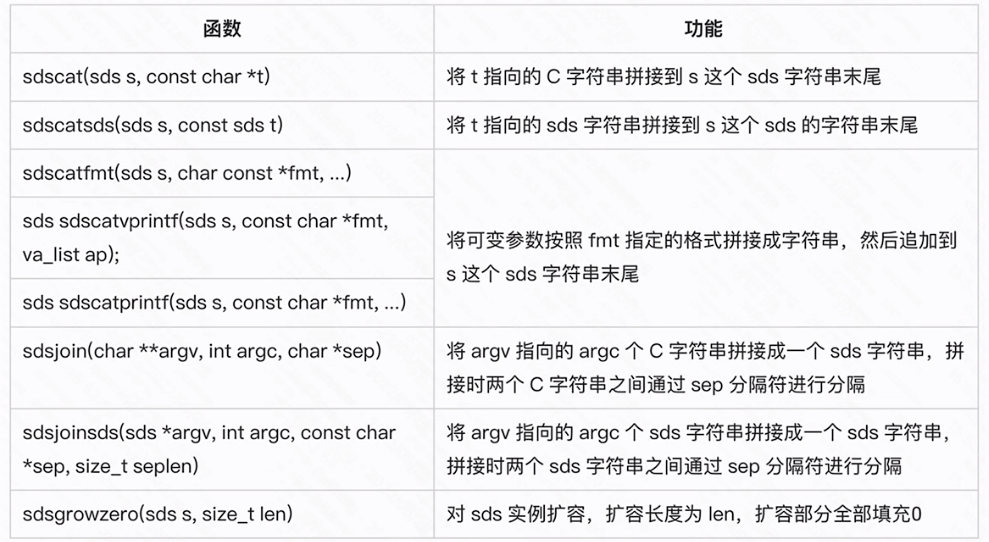 函数
功能
sdscat(sds s, const char *t)
将 t 指向的 C 字符串拼接到 s 这个 sds 字符串末尾
sdscatsds(sds s, const sds t)
将 t 指向的 sds 字符串拼接到 s 这个 sds 的字符串末尾
sdscatfmt(sds s, char const *fmt, ...)
sds sdscatvprintf(sds s, const char *fmt,
va_list ap);
sds sdscatprintf(sds s, const char *fmt, ...)
将可变参数按照 fmt 指定的格式拼接成字符串，然后追加到
s 这个 sds 字符串末尾
sdsjoin(char **argv, int argc, char *sep)
将 argv 指向的 argc 个 C 字符串拼接成一个 sds 字符串，拼
接时两个 C 字符串之间通过 sep 分隔符进行分隔
sdsjoinsds(sds *argv, int argc, const char
*sep, size_t seplen)
将 argv 指向的 argc 个 sds 字符串拼接成一个 sds 字符串，
拼接时两个 sds 字符串之间通过 sep 分隔符进行分隔
sdsgrowzero(sds s, size_t len)
对 sds 实例扩容，扩容长度为 len，扩容部分全部填充0